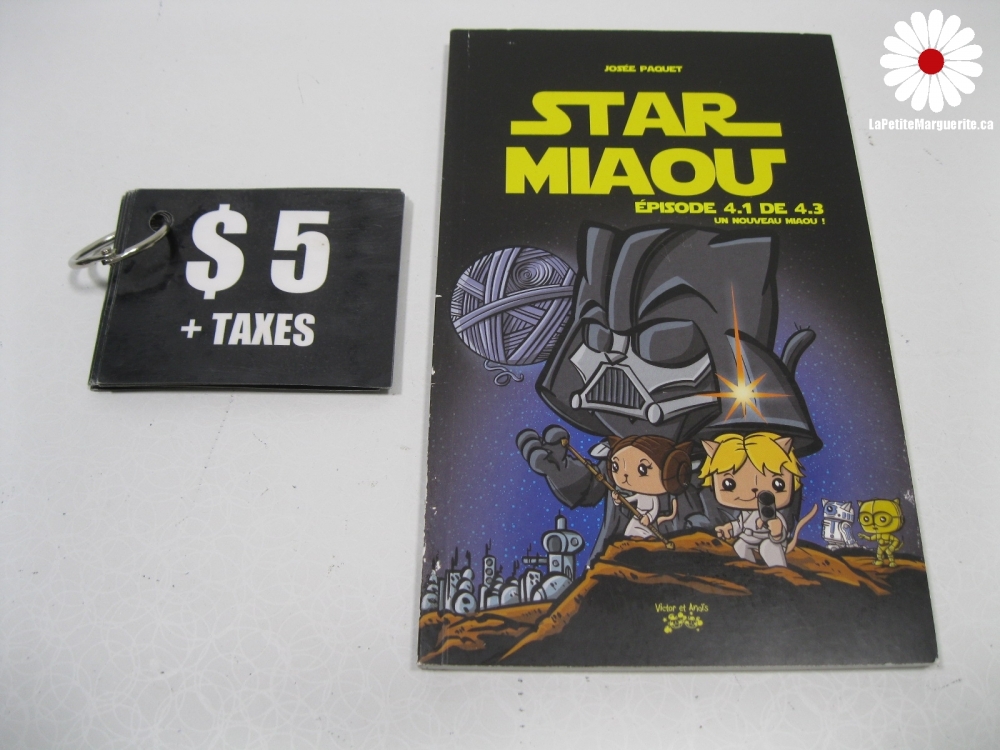 LaPetiteMarguerite.ca
JOSÉE PAQUET
STAR
MIAOU
ÉPISODE 4.1 DE 4.3
UN NOUVEAU MIAOU !
$ 5
+ TAXES
Victor et Anaïs